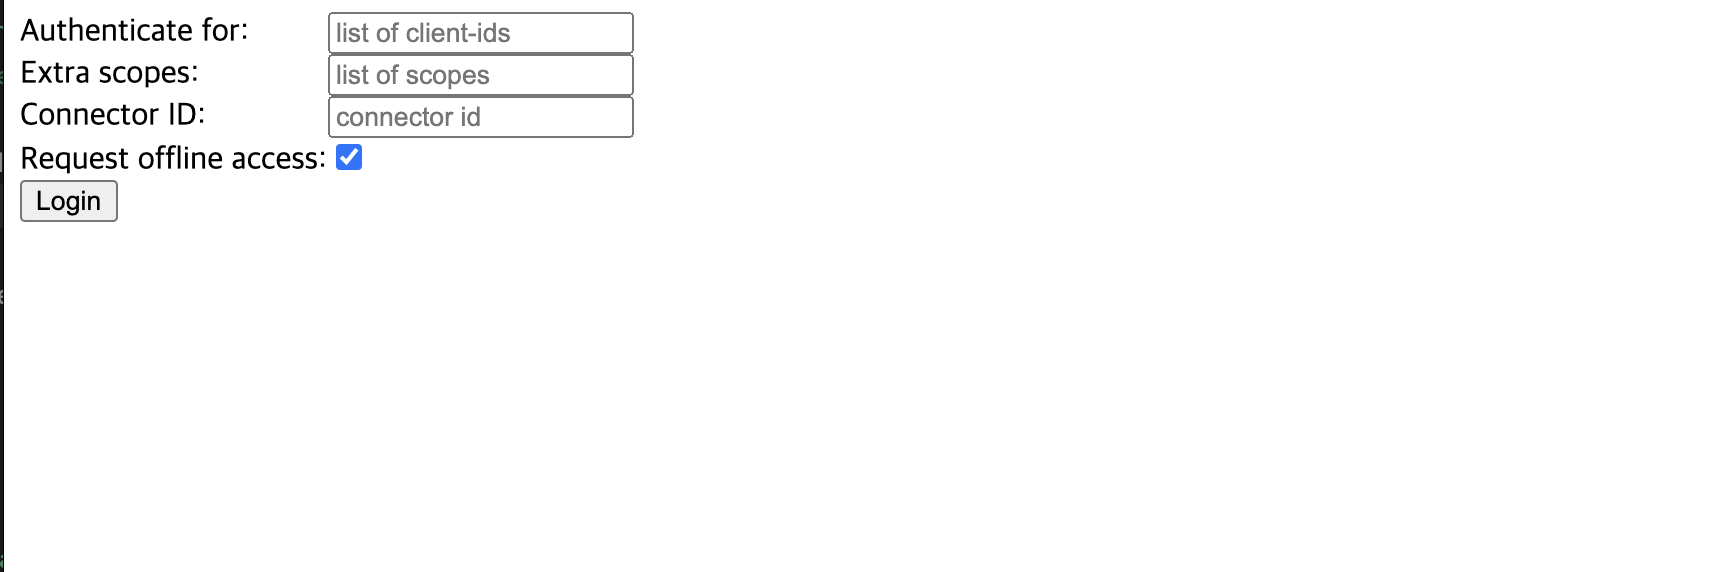 Authenticate for: list of client-ids
Extra scopes: list of scopes
Connector ID: connector id
Request offline access:
Login